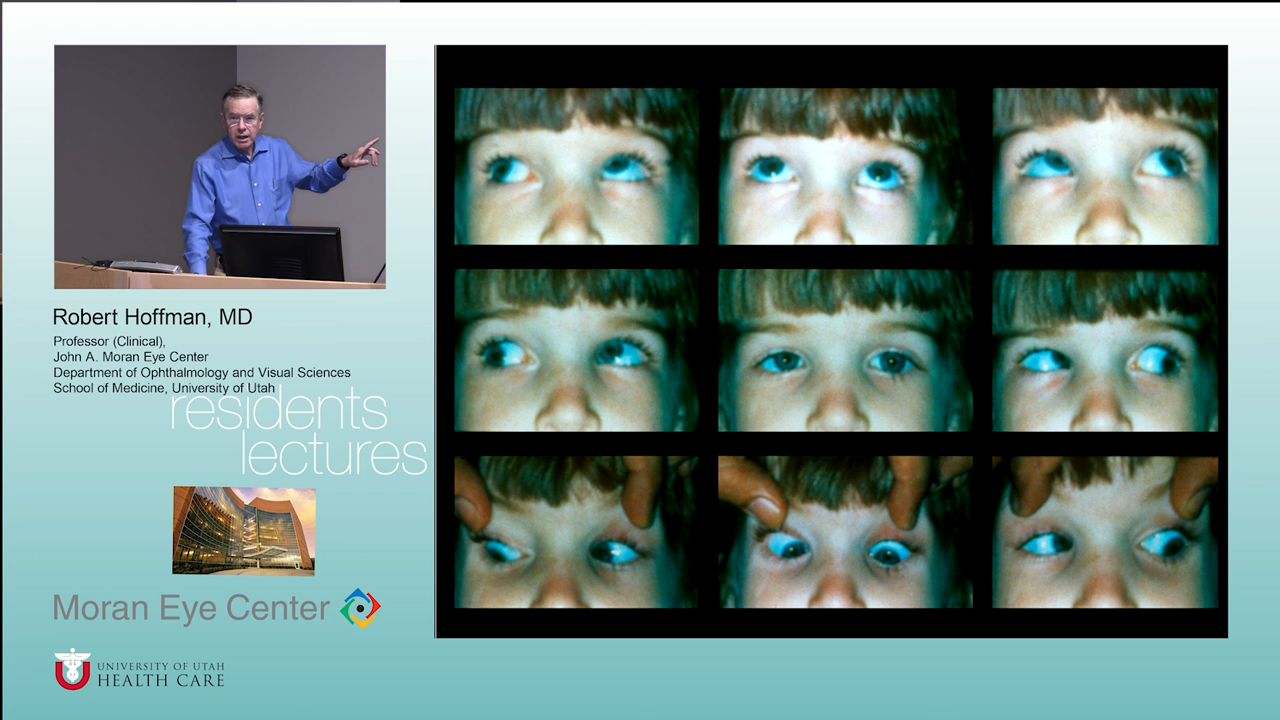 Robert Hoffman, MD
Professor (Clinical),
John A. Moran Eye Center
Department of Ophthalmology and Visual Sciences
School of Medicine, University of Utah
residents
lectures
Moran Eye Center
UNIVERSITY OF UTAH
HEALTH CARE